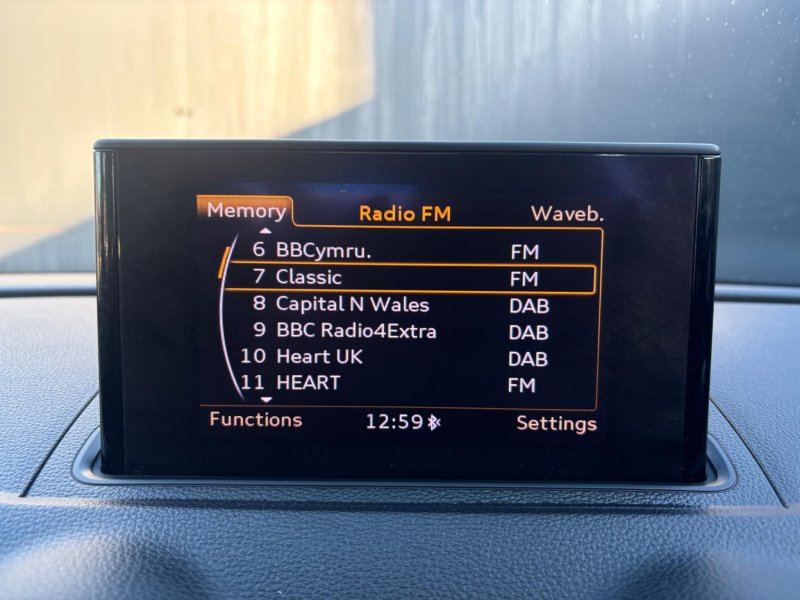 Memory Radio FM Waveb.
6 BBCymru. FM
7 Classic FM
8 Capital N Wales DAB
9 BBC Radio4Extra DAB
10 Heart UK DAB
11 HEART FM
Functions 12:59 Settings